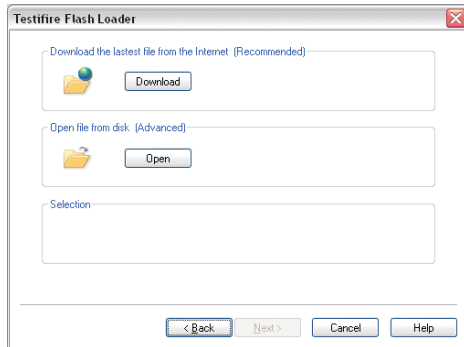 Testifire Flash Loader
Download the lastest file from the Internet (Recommended)
Download
Open file from disk (Advanced)
Open
Selection
< Back Next > Cancel Help